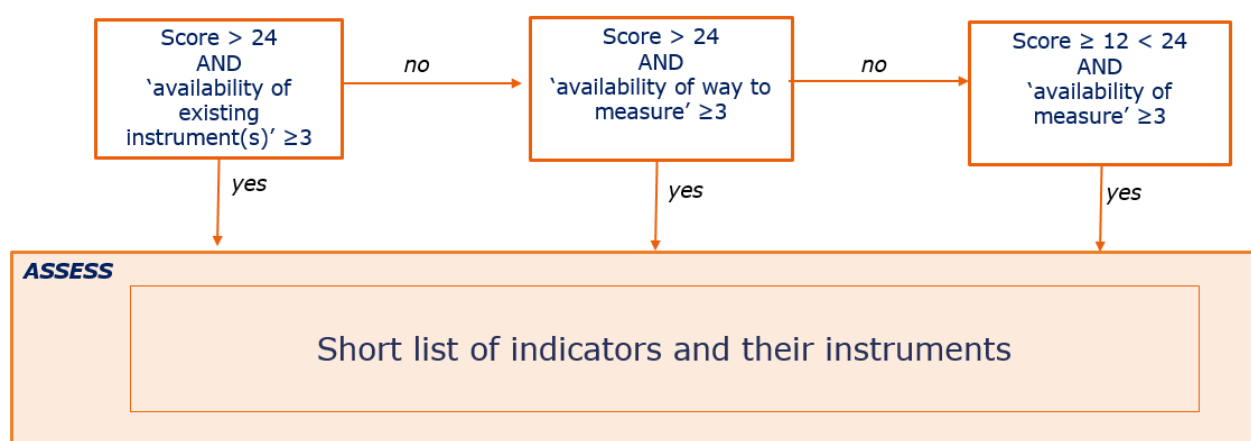 Score > 24
AND
‘availability of
existing
instrument(s)’ ≥3
no
Score > 24
AND
‘availability of way to
measure’ ≥3
no
Score ≥ 12 < 24
AND
‘availability of
measure’ ≥3
yes
yes
yes
ASSESS
Short list of indicators and their instruments